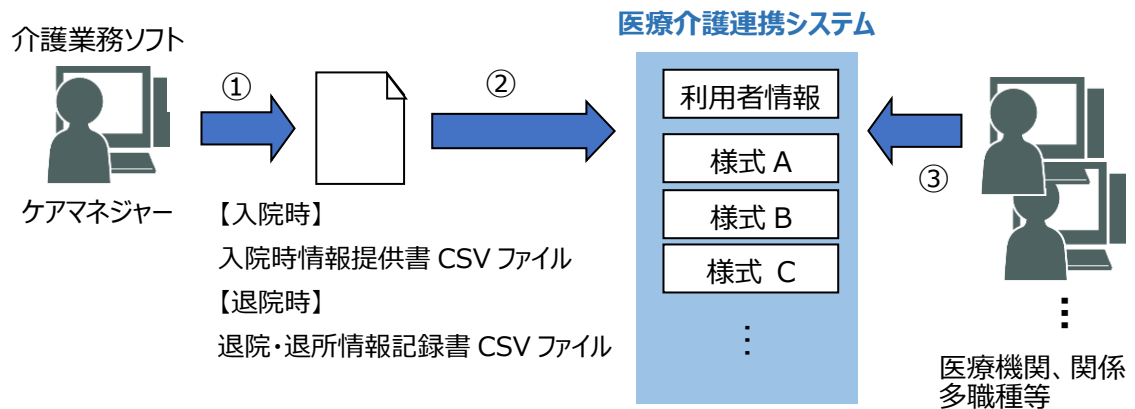 医療介護連携システム
介護業務ソフト
①
②
利用者情報
様式 A
様式 B
様式 C
⋮
③
ケアマネジャー
【入院時】
入院時情報提供書 CSV ファイル
【退院時】
退院・退所情報記録書 CSV ファイル
⋮
医療機関、関係
多職種等